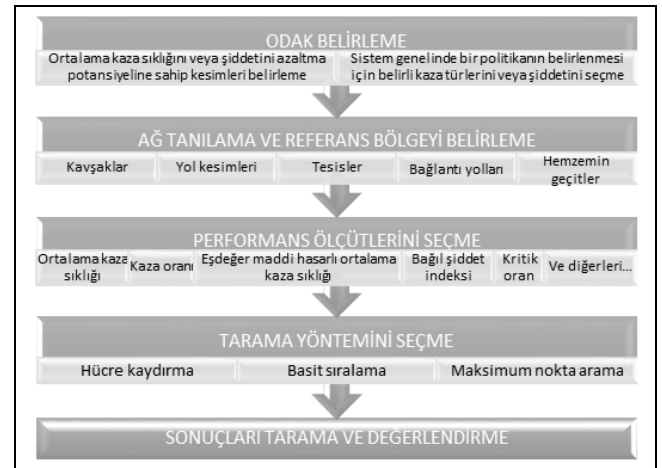 ODAK BELİRLEME
Ortalama kaza sıklığını veya şiddetini azaltma
potansiyeline sahip kesimleri belirleme
Sistem genelinde bir politikanın belirlenmesi
için belirli kaza türlerini veya şiddetini seçme
AĞ TANILAMA VE REFERANS BÖLGEYİ BELİRLEME
Kavşaklar
Yol kesimleri
Tesisler
Bağlantı yolları
Hemzemin
geçitler
PERFORMANS ÖLÇÜTLERİNİ SEÇME
Ortalama kaza
sıklığı
Kaza oranı
Eşdeğer maddi hasarlı ortalama
kaza sıklığı
Bağıl şiddet
indeksi
Kritik
oran
Ve diğerleri...
TARAMA YÖNTEMİNİ SEÇME
Hücre kaydırma
Basit sıralama
Maksimum nokta arama
SONUÇLARI TARAMA VE DEĞERLENDİRME